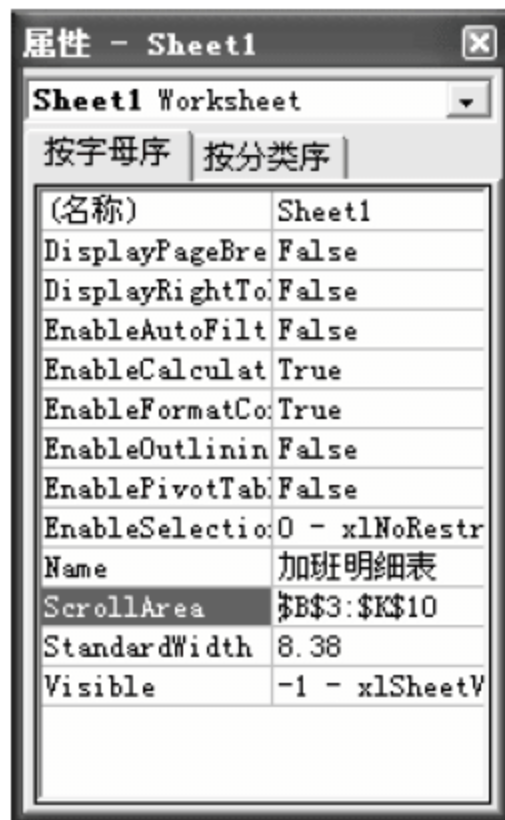 属性 - Sheet1
Sheet1 Worksheet
按字母序 按分类序
(名称) Sheet1
DisplayPageBre False
DisplayRightTo False
EnableAutoFilt False
EnableCalculat True
EnableFormatCo True
EnableOutlinin False
EnablePivotTab False
EnableSelectio 0 - xlNoRestr
Name 加班明细表
ScrollArea $B$3:$K$10
StandardWidth 8.38
Visible -1 - xlSheetV